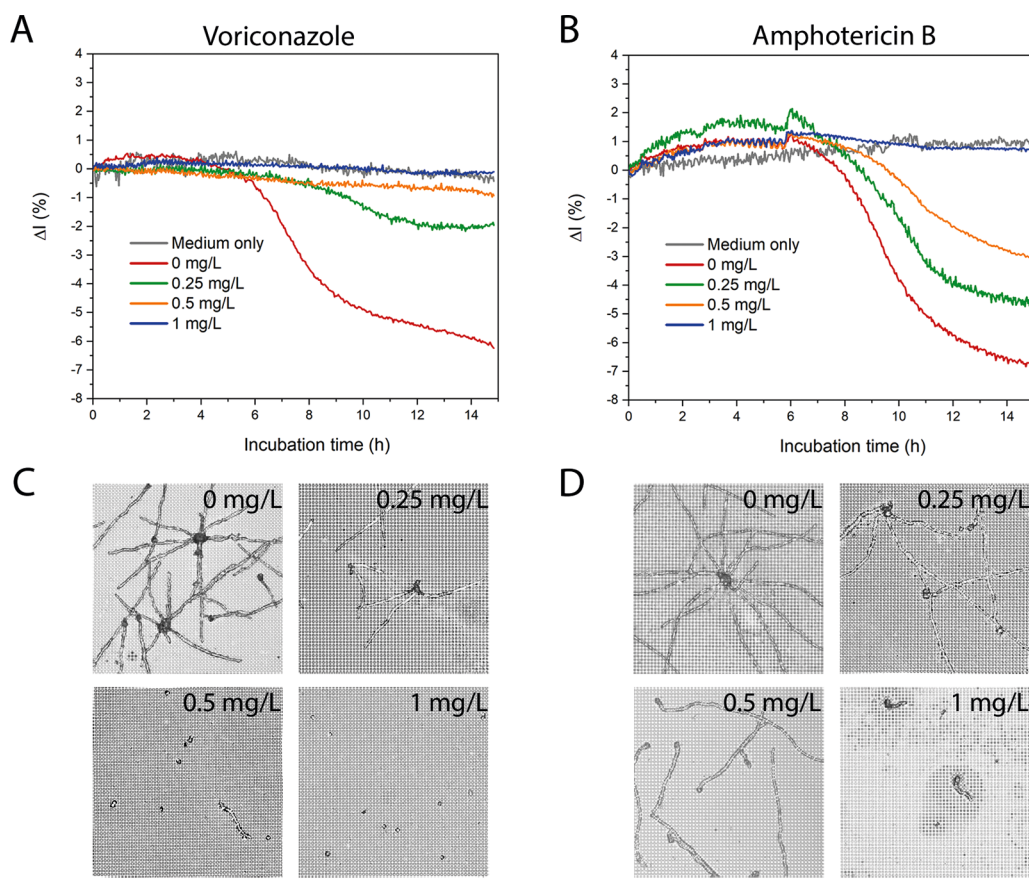 A
Voriconazole
4
3
2
1
0
-1
-2
-3
-4
-5
-6
-7
-8
ΔI (%)
Medium only
0 mg/L
0.25 mg/L
0.5 mg/L
1 mg/L
0 2 4 6 8 10 12 14
Incubation time (h)
B
Amphotericin B
4
3
2
1
0
-1
-2
-3
-4
-5
-6
-7
-8
ΔI (%)
Medium only
0 mg/L
0.25 mg/L
0.5 mg/L
1 mg/L
0 2 4 6 8 10 12 14
Incubation time (h)
C
0 mg/L
0.25 mg/L
0.5 mg/L
1 mg/L
D
0 mg/L
0.25 mg/L
0.5 mg/L
1 mg/L